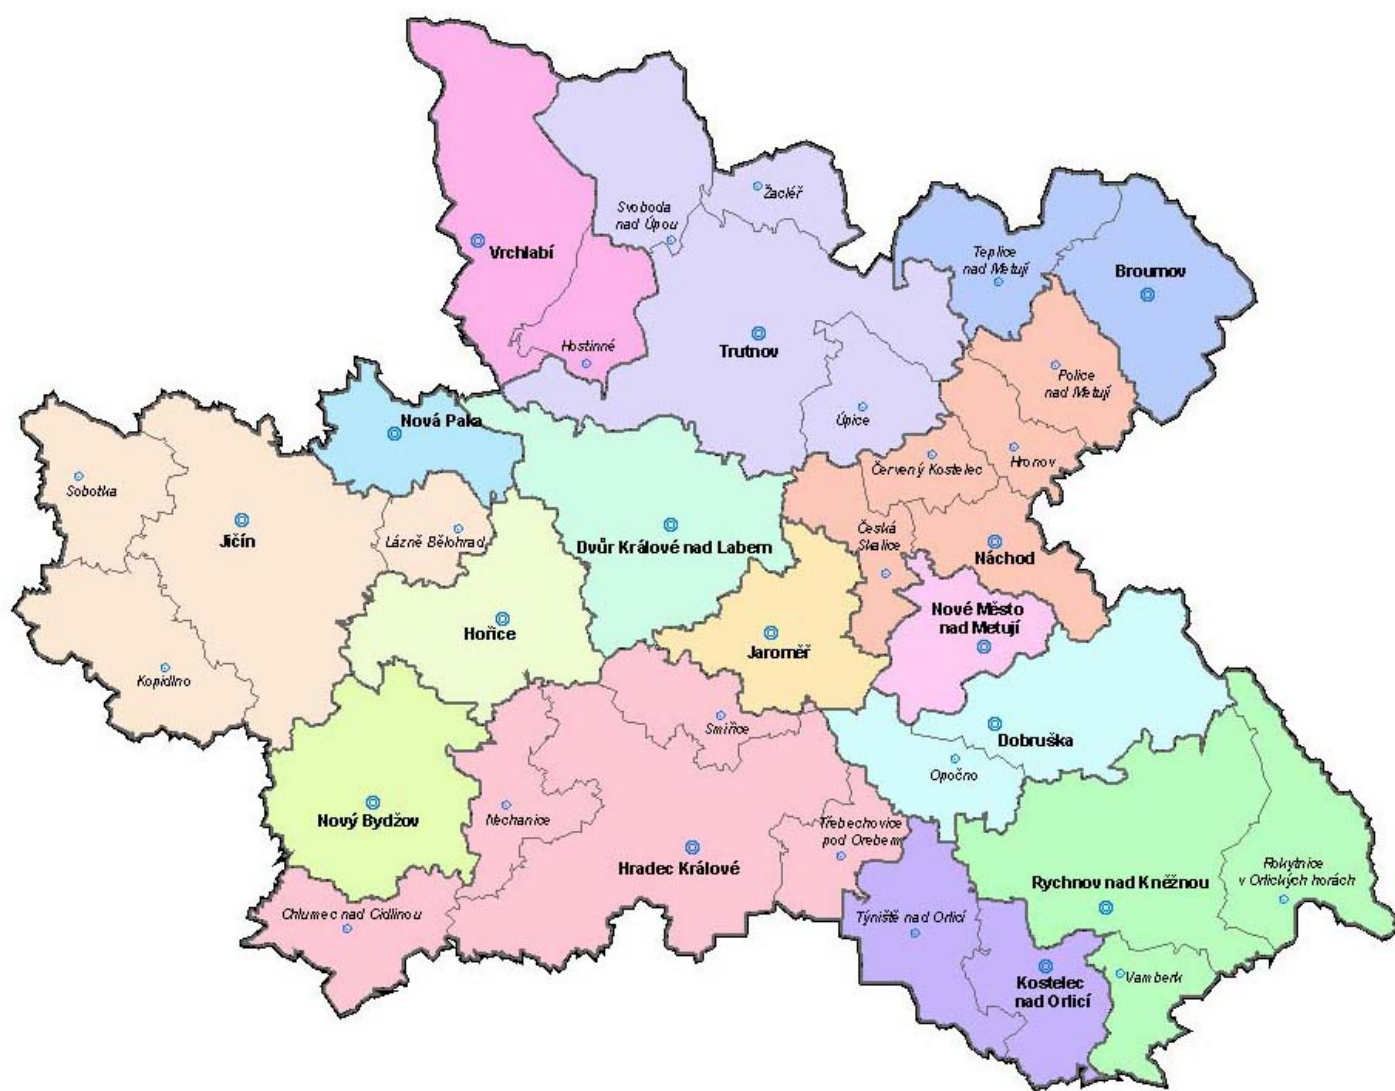 Žacléř
Svoboda
nad Úpou
Vrchlabí
Teplice
nad Metují
Broumov
Trutnov
Hostinné
Police
nad Metují
Úpice
Nová Paka
Hronov
Červený Kostelec
Sobotka
Jičín
Lázně Bělohrad
Dvůr Králové nad Labem
Česká
Skalice
Náchod
Nové Město
nad Metují
Hořice
Jaroměř
Kopidlno
Smiřice
Dobruška
Opočno
Nový Bydžov
Nechanice
Třebechovice
pod Orebem
Hradec Králové
Rokytnice
v Orlických horách
Rychnov nad Kněžnou
Chlumec nad Cidlinou
Týniště nad Orlicí
Vamberk
Kostelec
nad Orlicí